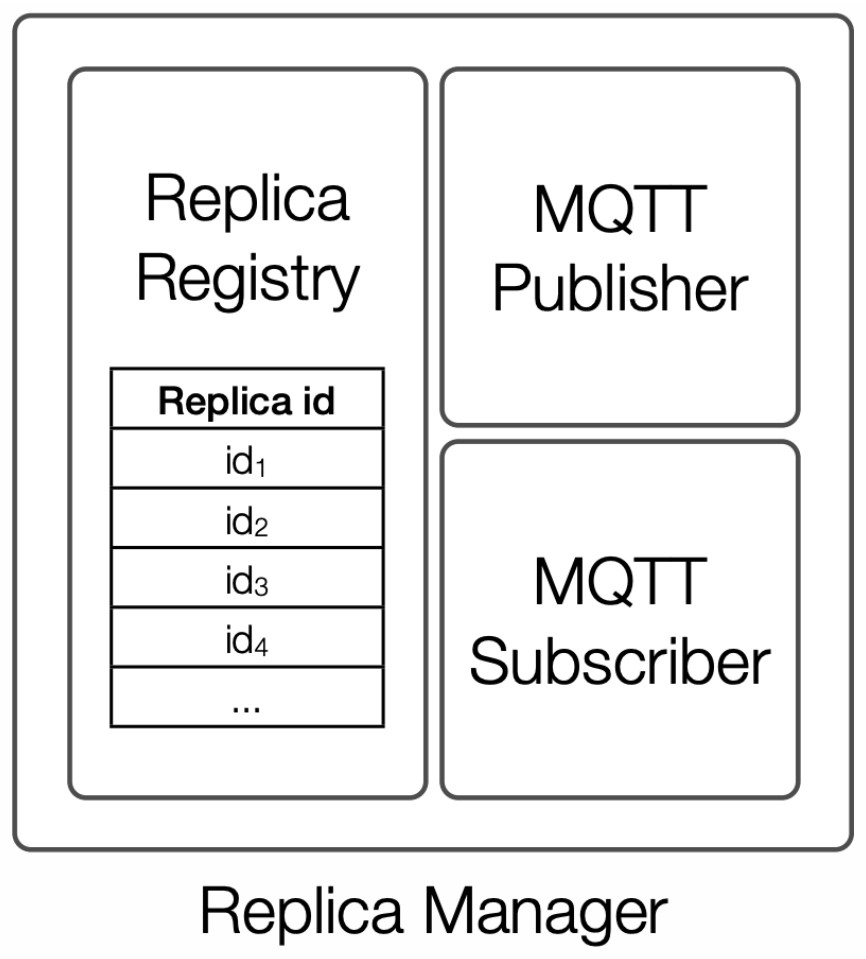 Replica
Registry
Replica id
id₁
id₂
id₃
id₄
...
MQTT
Publisher
MQTT
Subscriber
Replica Manager